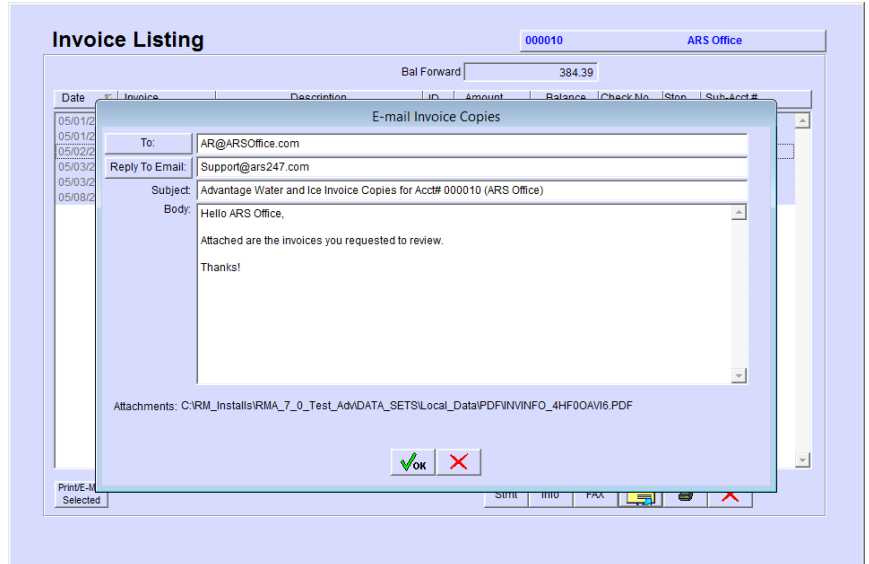 Invoice Listing
000010 ARS Office
Bal Forward 384.39
Date Invoice Description ID Amount Balance Check No Stop Sub-Acct #
E-mail Invoice Copies
05/01/2
05/01/2
05/02/2
05/03/2
05/03/2
05/08/2
To: AR@ARSOffice.com
Reply To Email: Support@ars247.com
Subject: Advantage Water and Ice Invoice Copies for Acct# 000010 (ARS Office)
Body: Hello ARS Office,
Attached are the invoices you requested to review.
Thanks!
Attachments: C:\RM_Installs\RMA_7_0_Test_Adv\DATA_SETS\Local_Data\PDF\INVINFO_4HF0OAVI6.PDF
OK
Print/E-M
Selected
Stmt Info FAX